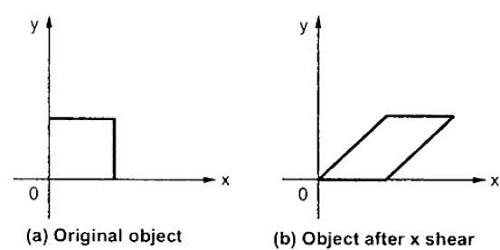 y
y
x
x
0
0
(a) Original object
(b) Object after x shear